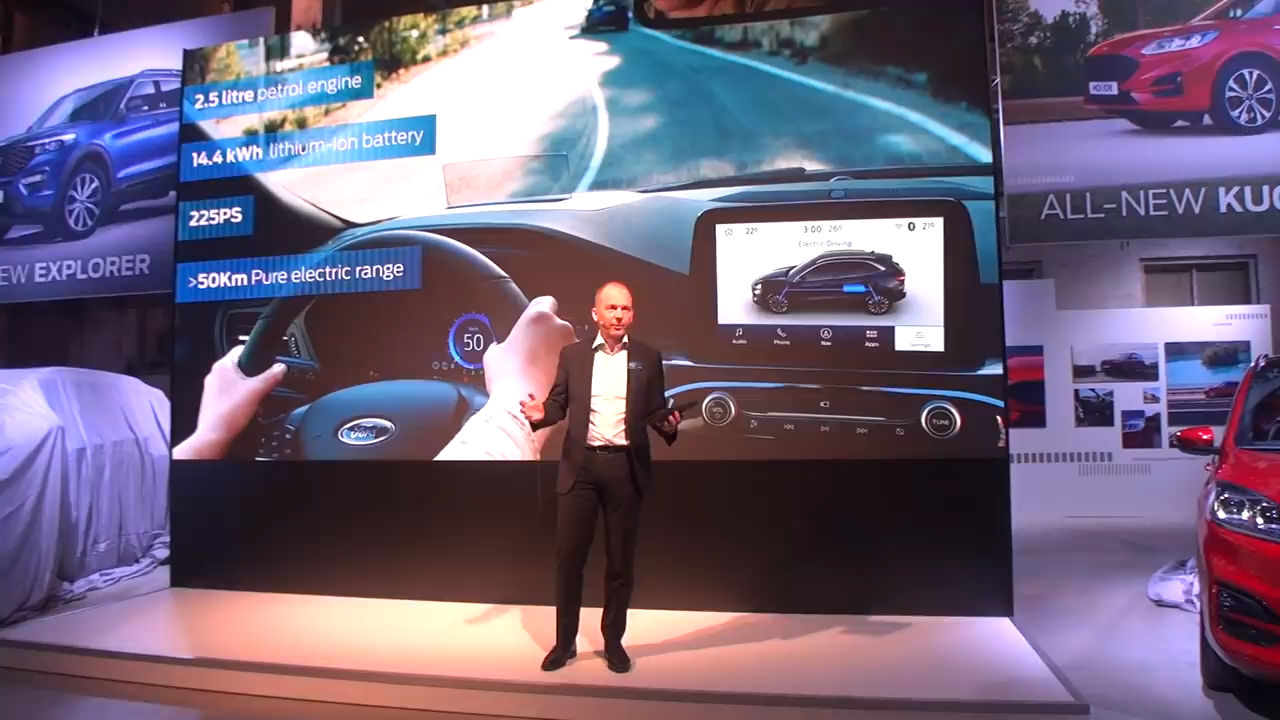 2.5 litre petrol engine
14.4 kWh lithium-ion battery
225PS
>50Km Pure electric range
EW EXPLORER
ALL-NEW KUG
22°
3:00
26°
21°
Electric Driving
Audio
Phone
Nav
Apps
Settings
50
Ford
VOL
TUNE